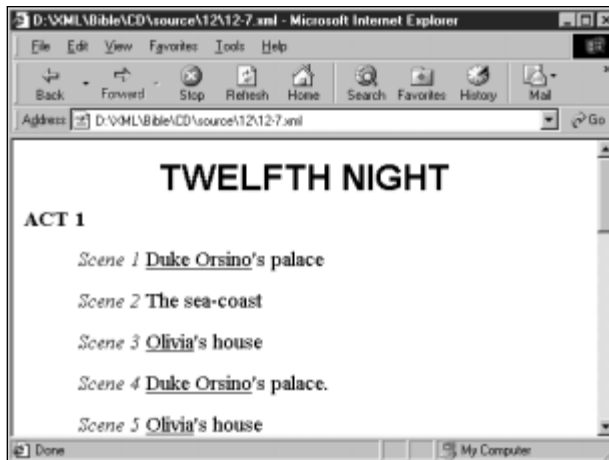 D:\XML\Bible\CD\source\12\12-7.xml - Microsoft Internet Explorer
File Edit View Favorites Tools Help
Back Forward Stop Refresh Home Search Favorites History Mail »
Address D:\XML\Bible\CD\source\12\12-7.xml Go
TWELFTH NIGHT
ACT 1
Scene 1 Duke Orsino's palace
Scene 2 The sea-coast
Scene 3 Olivia's house
Scene 4 Duke Orsino's palace.
Scene 5 Olivia's house
Done My Computer